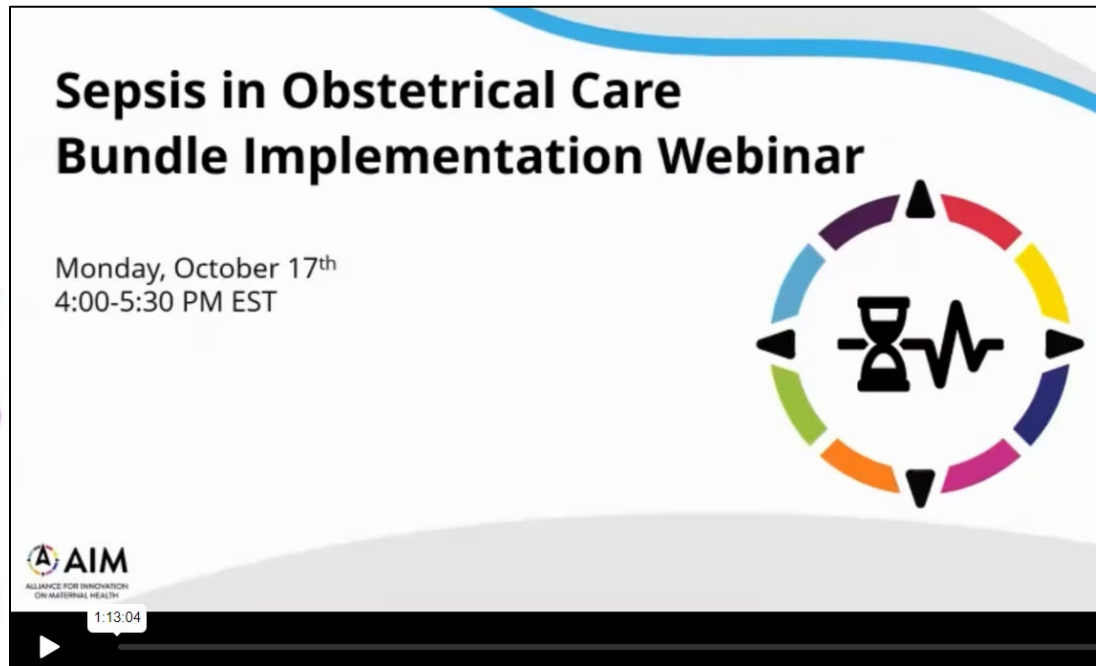 Sepsis in Obstetrical Care
Bundle Implementation Webinar
Monday, October 17th
4:00-5:30 PM EST
AIM
ALLIANCE FOR INNOVATION
ON MATERNAL HEALTH
1:13:04